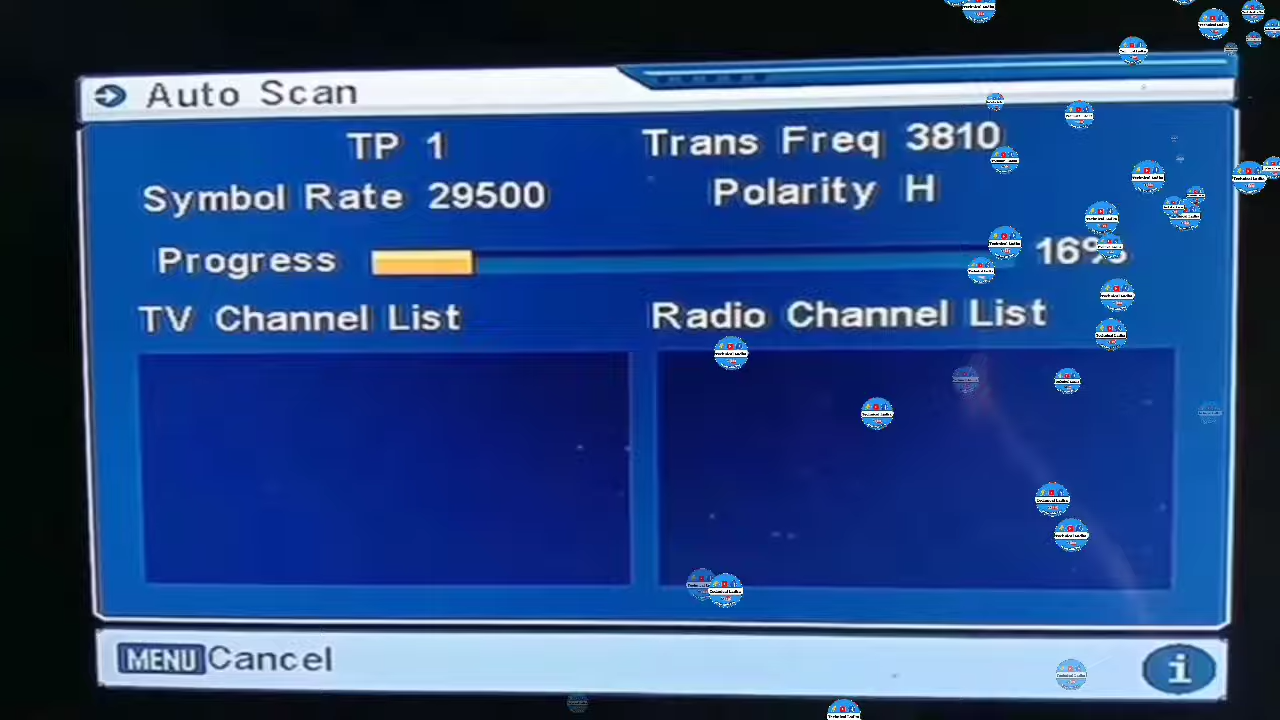 Auto Scan
TP 1
Trans Freq 3810
Symbol Rate 29500
Polarity H
Progress
16%
TV Channel List
Radio Channel List
MENU Cancel
i